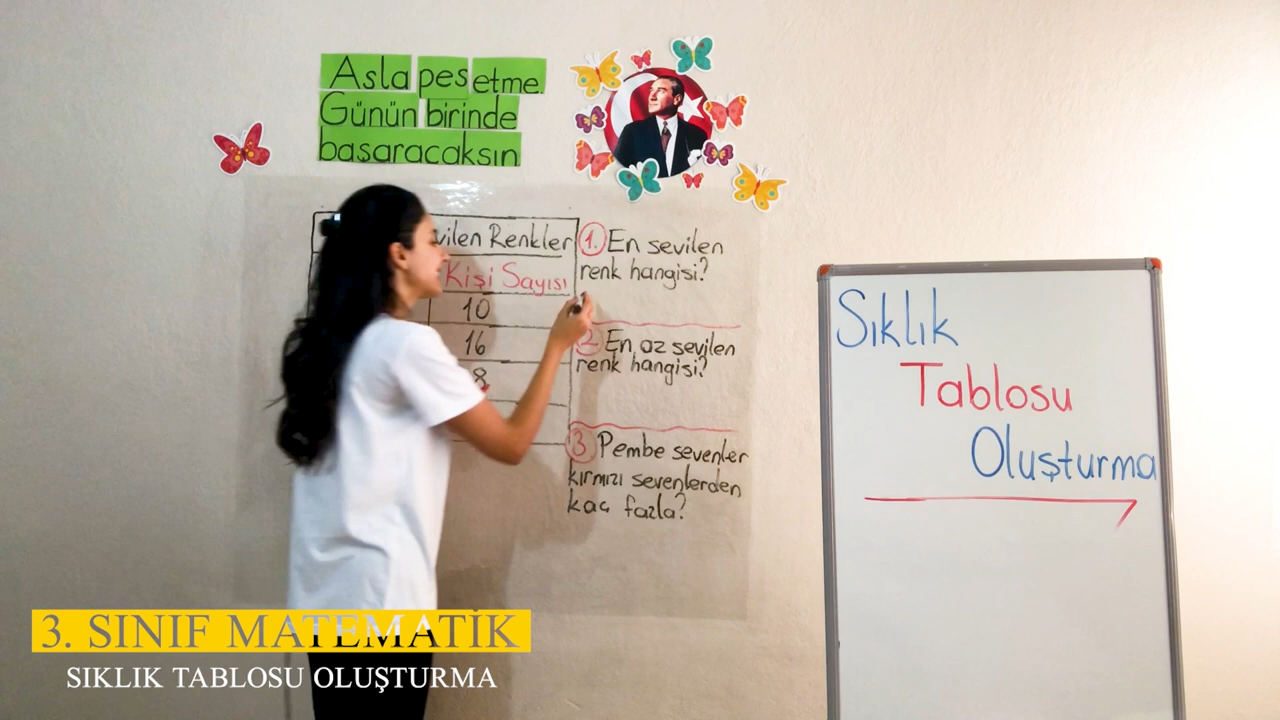 Asla pes etme.
Günün birinde
başaracaksın
vilen Renkler
Kişi Sayısı
10
16
8
1. En sevilen
renk hangisi?
2. En az sevilen
renk hangisi?
3 Pembe sevenler
kırmızı sevenlerden
kaç fazla?
Sıklık
Tablosu
Oluşturma
3. SINIF MATEMATİK
SIKLIK TABLOSU OLUŞTURMA